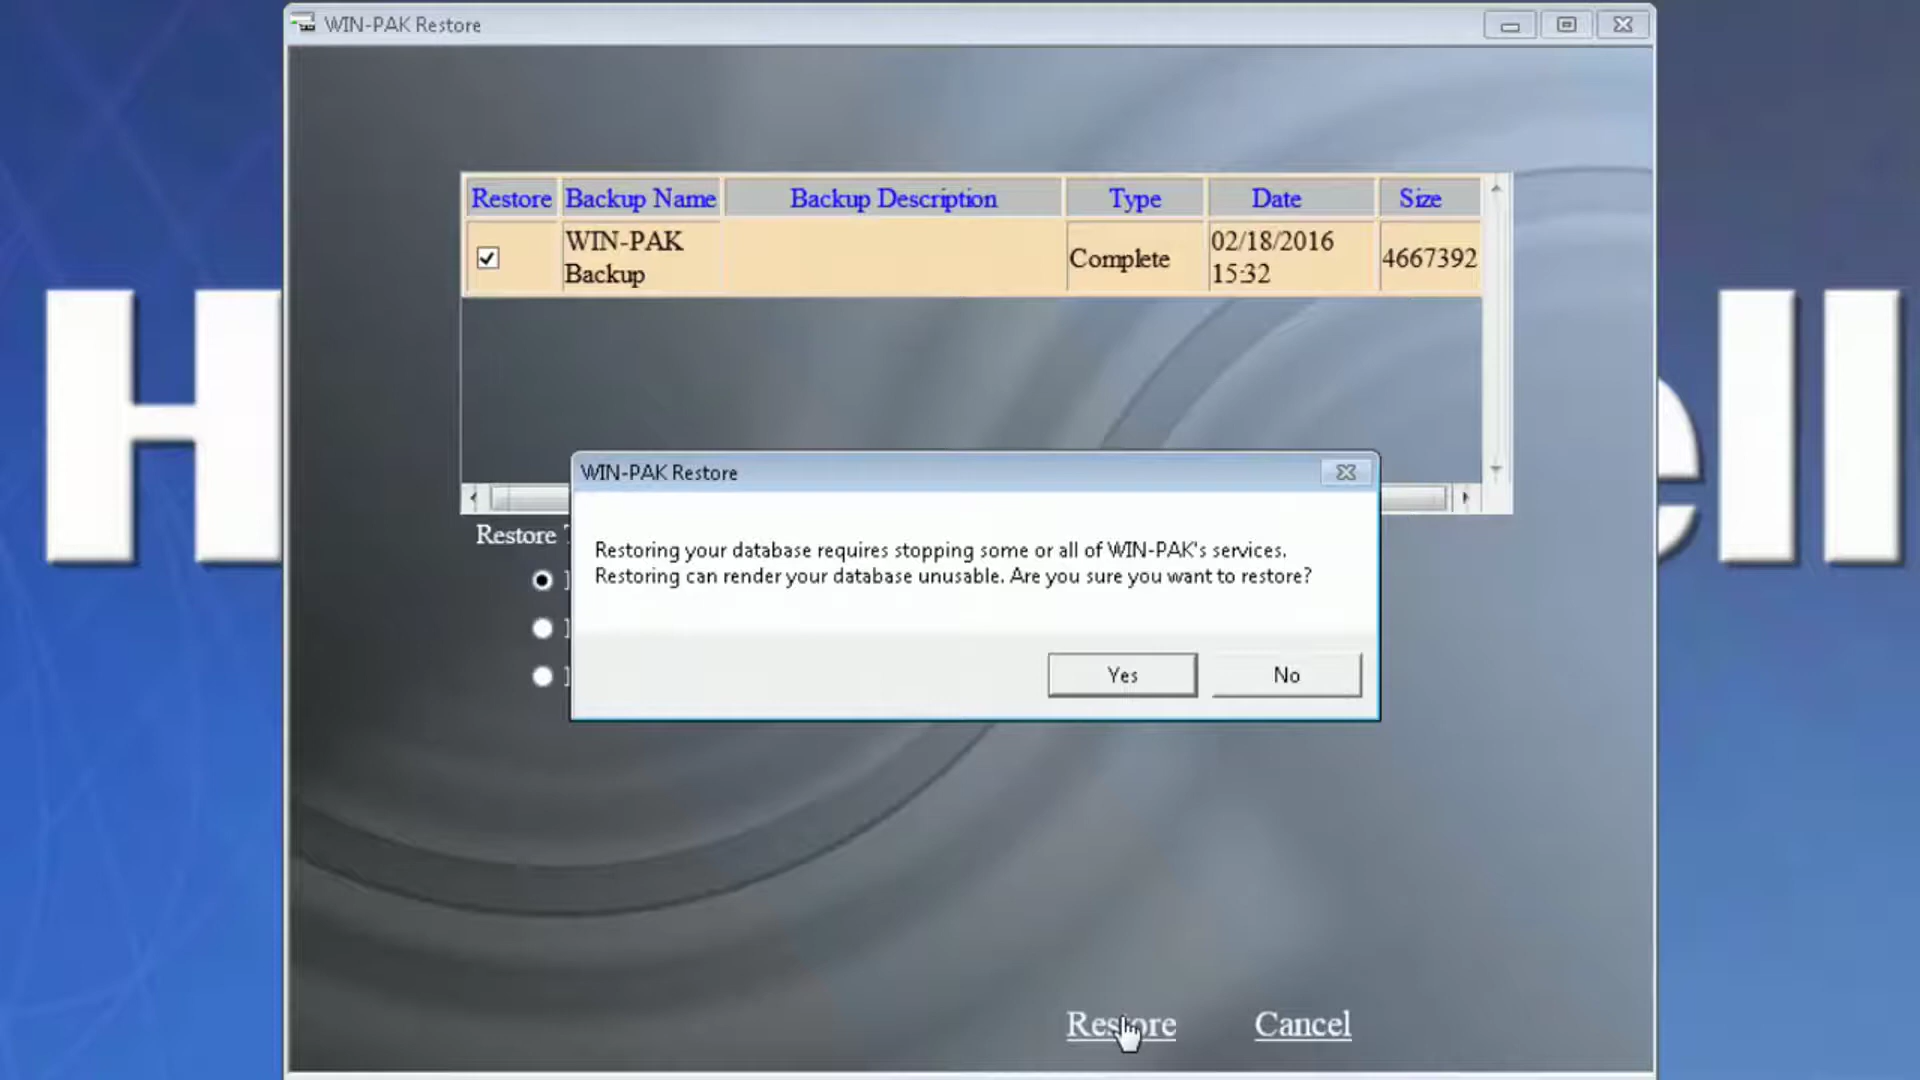 WIN-PAK Restore
Restore Backup Name Backup Description Type Date Size
WIN-PAK
Backup
Complete
02/18/2016
15:32
4667392
WIN-PAK Restore
Restore
Restoring your database requires stopping some or all of WIN-PAK's services.
Restoring can render your database unusable. Are you sure you want to restore?
Yes No
Restore Cancel
H
ell